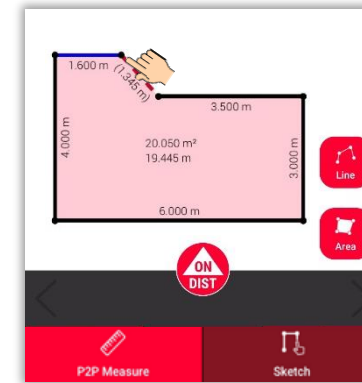 1.600 m
(1.345 m)
3.500 m
4.000 m
20.050 m²
19.445 m
3.000 m
Line
6.000 m
Area
ON
DIST
P2P Measure
Sketch